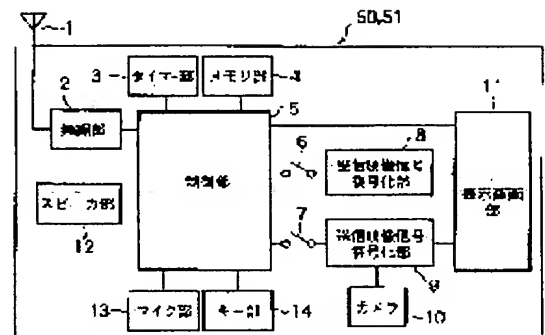 1
50,51
3
タイマー部
メモリ部
4
2
無線部
5
制御部
6
8
受信映像信号
復号化部
11
表示画面
部
スピーカ部
12
7
送信映像信号
符号化部
9
13
マイク部
キー部
14
カメラ
10